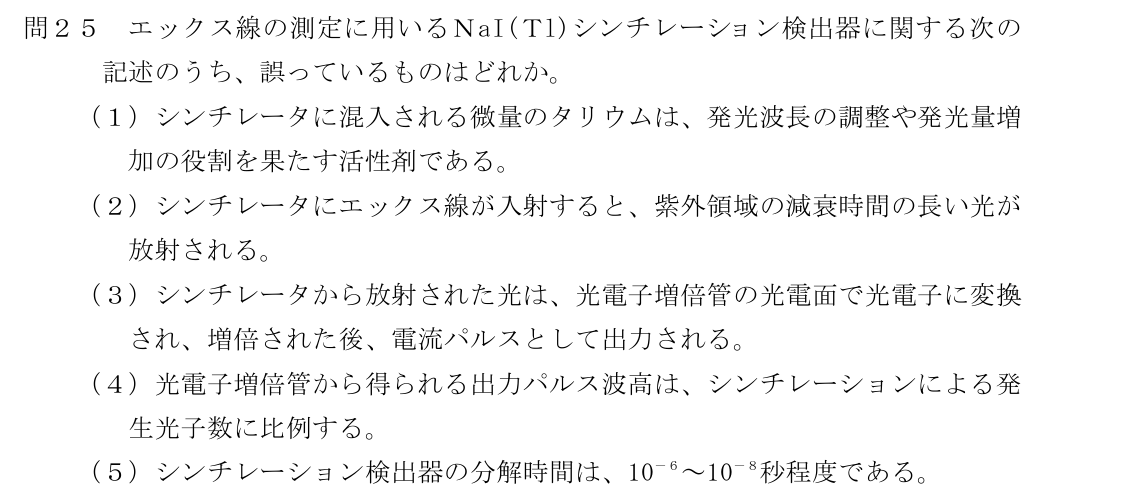 問２５　エックス線の測定に用いるＮaＩ(Ｔl)シンチレーション検出器に関する次の
記述のうち、誤っているものはどれか。
（１）シンチレータに混入される微量のタリウムは、発光波長の調整や発光量増
加の役割を果たす活性剤である。
（２）シンチレータにエックス線が入射すると、紫外領域の減衰時間の長い光が
放射される。
（３）シンチレータから放射された光は、光電子増倍管の光電面で光電子に変換
され、増倍された後、電流パルスとして出力される。
（４）光電子増倍管から得られる出力パルス波高は、シンチレーションによる発
生光子数に比例する。
（５）シンチレーション検出器の分解時間は、10⁻⁶～10⁻⁸秒程度である。